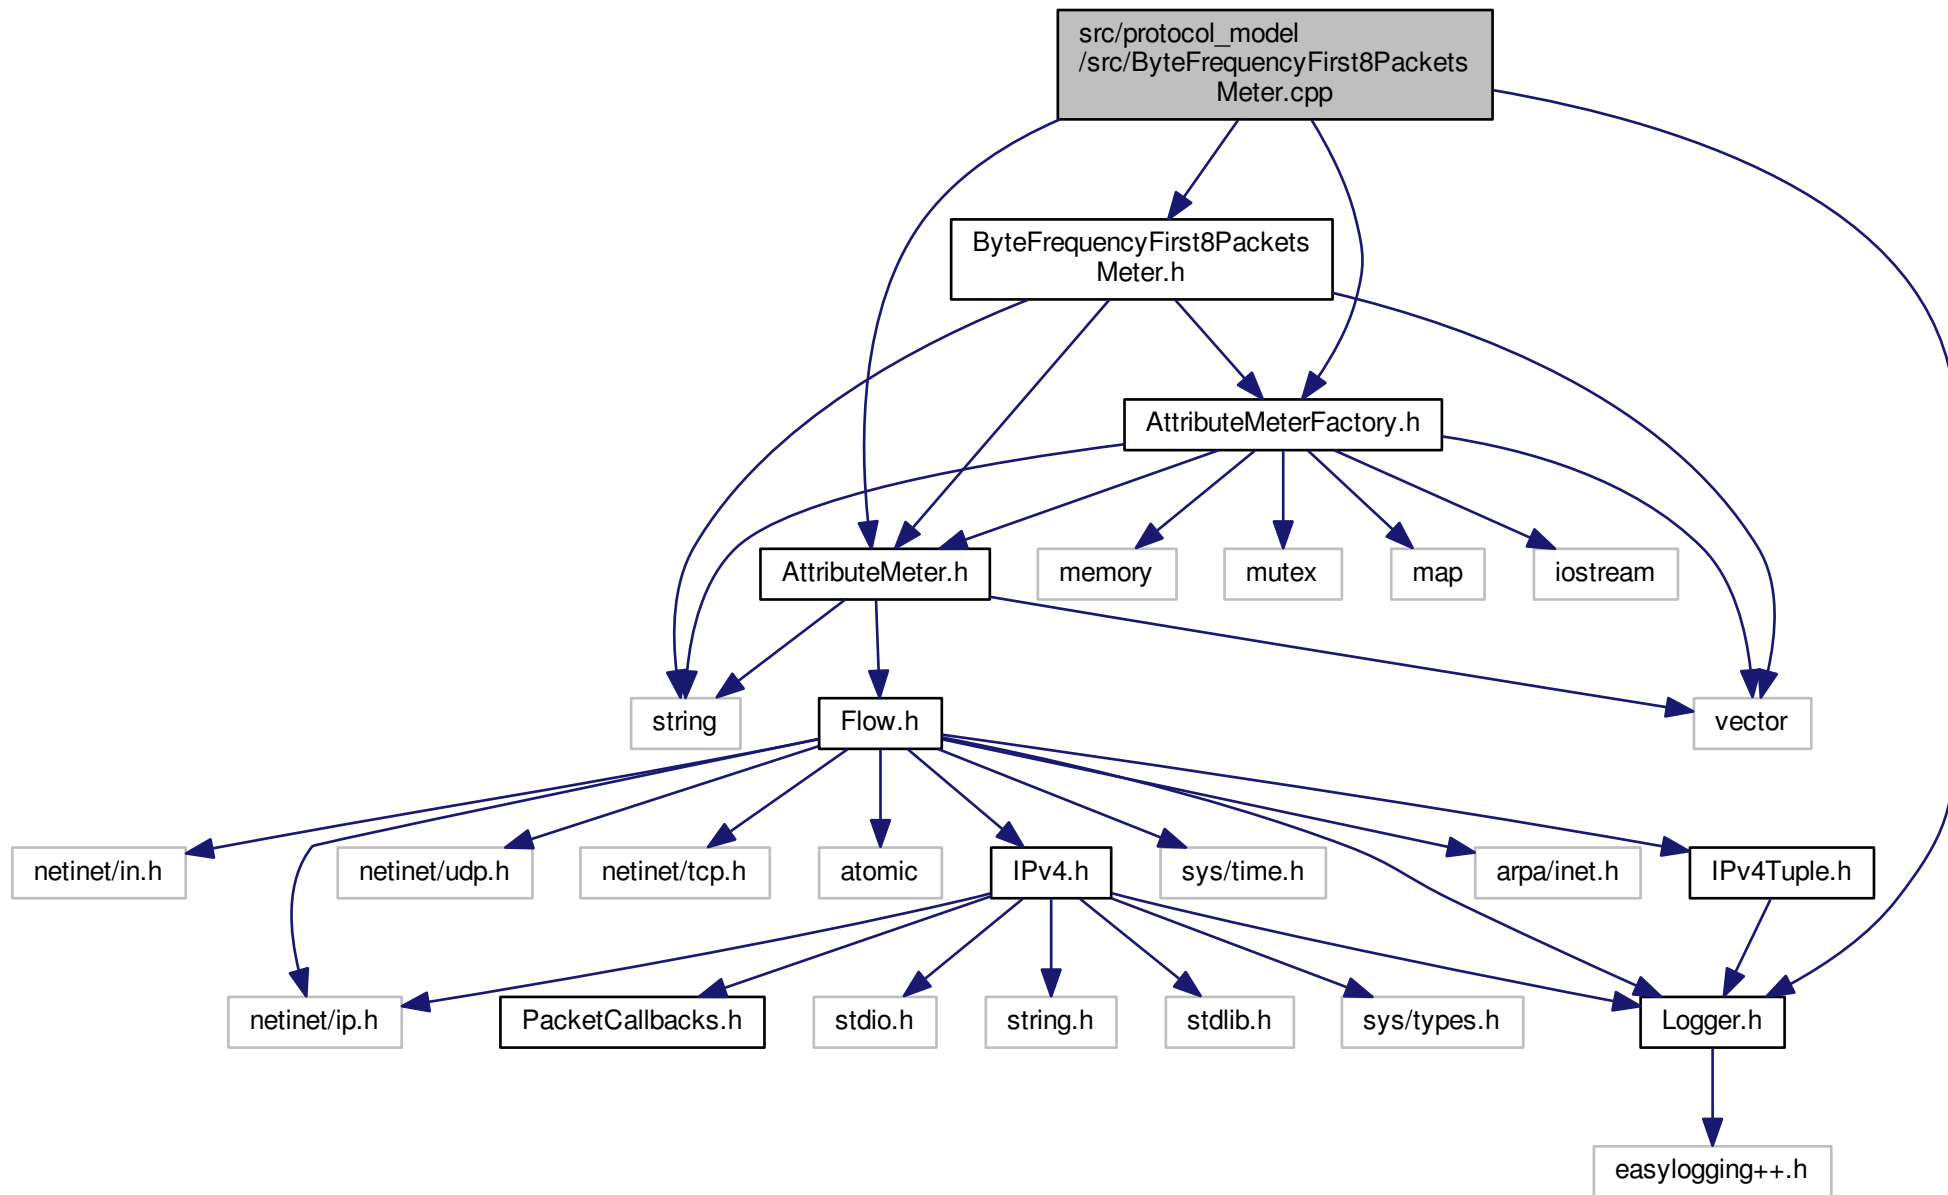 src/protocol_model
/src/ByteFrequencyFirst8Packets
Meter.cpp
ByteFrequencyFirst8Packets
Meter.h
AttributeMeterFactory.h
AttributeMeter.h
memory
mutex
map
iostream
string
Flow.h
vector
netinet/in.h
netinet/udp.h
netinet/tcp.h
atomic
IPv4.h
sys/time.h
arpa/inet.h
IPv4Tuple.h
netinet/ip.h
PacketCallbacks.h
stdio.h
string.h
stdlib.h
sys/types.h
Logger.h
easylogging++.h